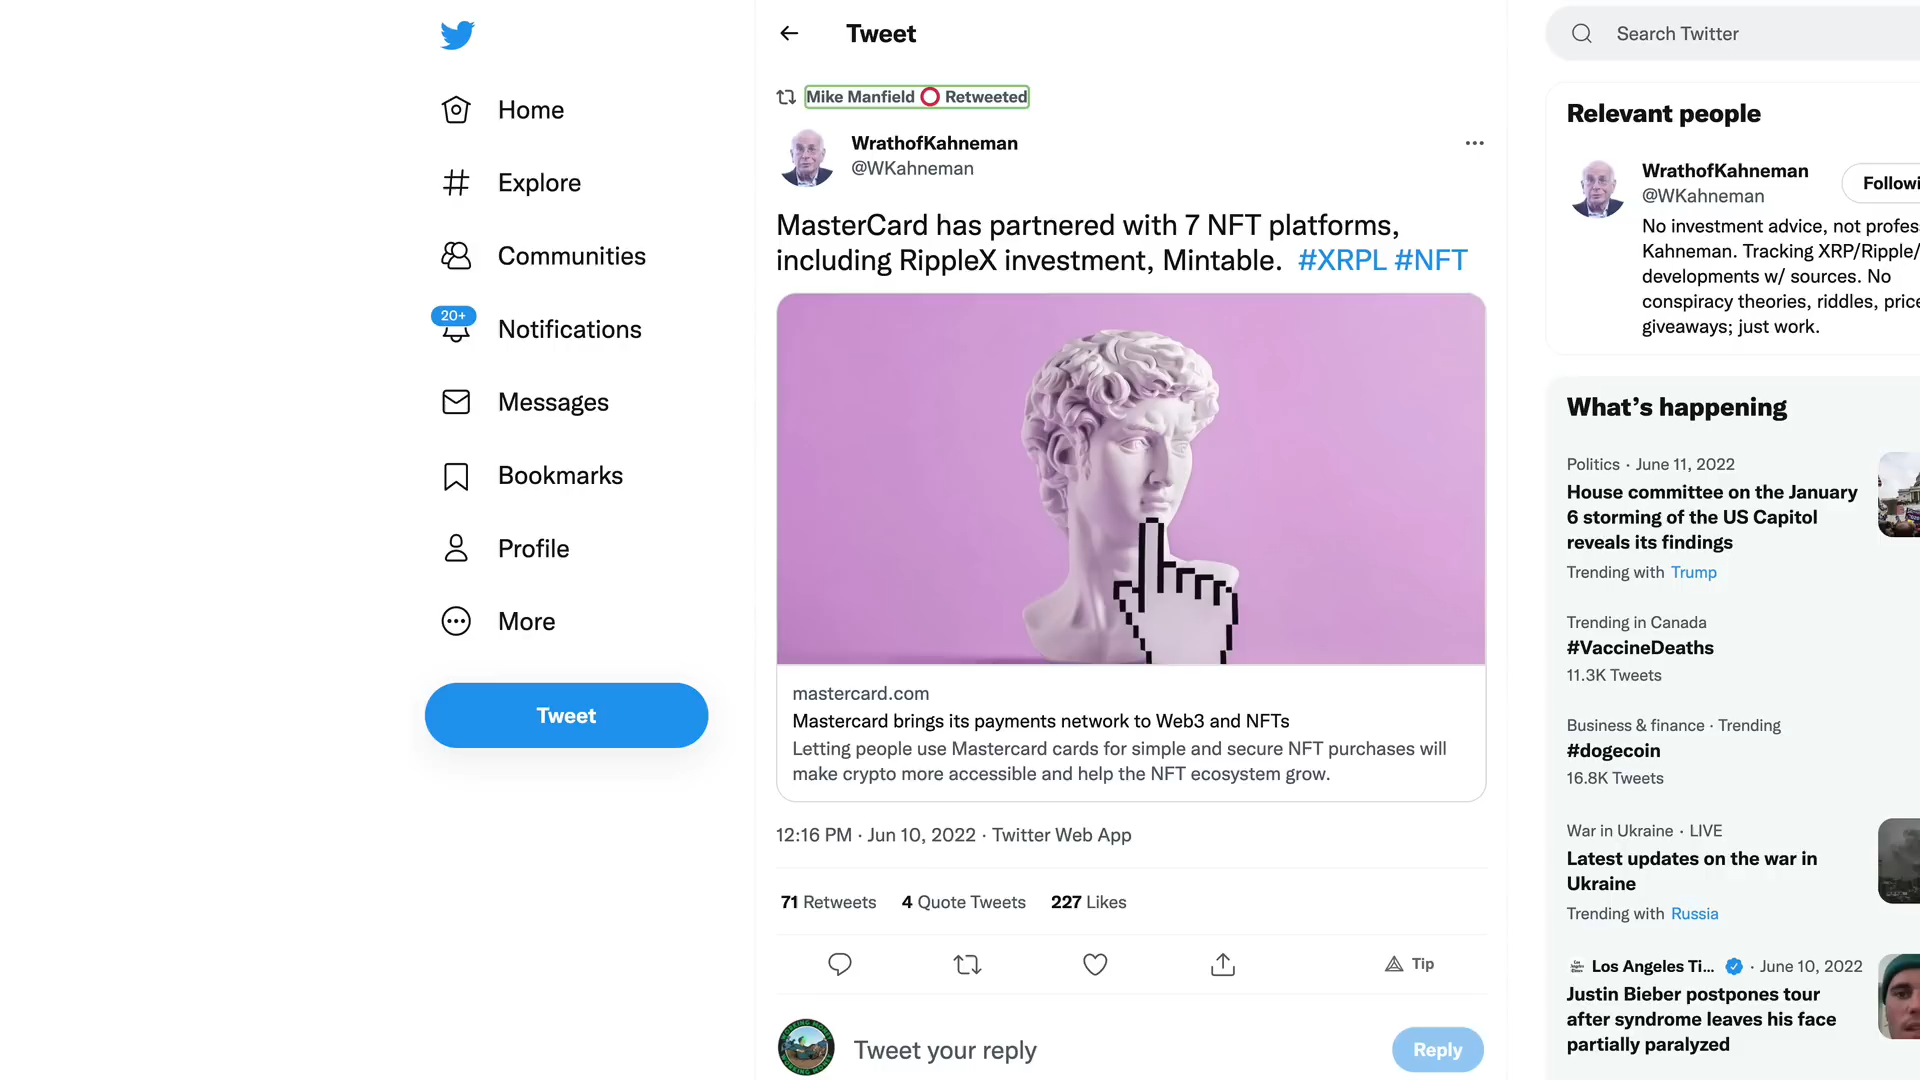 Home
Explore
Communities
20+
Notifications
Messages
Bookmarks
Profile
More
Tweet
Tweet
Mike Manfield Retweeted
WrathofKahneman
@WKahneman
MasterCard has partnered with 7 NFT platforms,
including RippleX investment, Mintable. #XRPL #NFT
mastercard.com
Mastercard brings its payments network to Web3 and NFTs
Letting people use Mastercard cards for simple and secure NFT purchases will
make crypto more accessible and help the NFT ecosystem grow.
12:16 PM · Jun 10, 2022 · Twitter Web App
71 Retweets 4 Quote Tweets 227 Likes
Tip
Tweet your reply
Reply
Search Twitter
Relevant people
WrathofKahneman
@WKahneman
Followi
No investment advice, not profes
Kahneman. Tracking XRP/Ripple/
developments w/ sources. No
conspiracy theories, riddles, price
giveaways; just work.
What's happening
Politics · June 11, 2022
House committee on the January
6 storming of the US Capitol
reveals its findings
Trending with Trump
Trending in Canada
#VaccineDeaths
11.3K Tweets
Business & finance · Trending
#dogecoin
16.8K Tweets
War in Ukraine · LIVE
Latest updates on the war in
Ukraine
Trending with Russia
Los Angeles Ti... · June 10, 2022
Justin Bieber postpones tour
after syndrome leaves his face
partially paralyzed